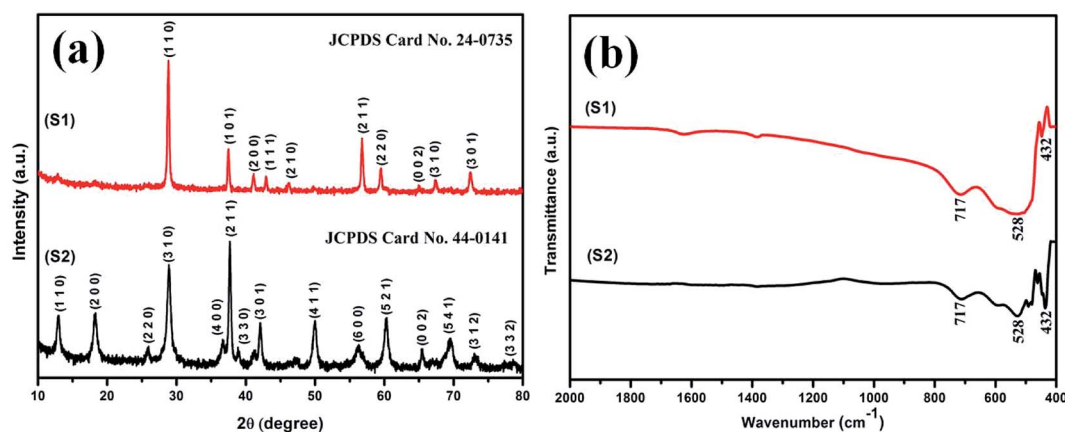 (a)
JCPDS Card No. 24-0735
(S1)
(1 1 0)
(1 0 1)
(2 0 0)
(1 1 1)
(2 1 0)
(2 1 1)
(2 2 0)
(0 0 2)
(3 1 0)
(3 0 1)
JCPDS Card No. 44-0141
(S2)
(1 1 0)
(2 0 0)
(2 2 0)
(3 1 0)
(4 0 0)
(2 1 1)
(3 3 0)
(3 0 1)
(4 1 1)
(6 0 0)
(5 2 1)
(0 0 2)
(5 4 1)
(3 1 2)
(3 3 2)
Intensity (a.u.)
10 20 30 40 50 60 70 80
2θ (degree)
(b)
(S1)
717
528
432
(S2)
717
528
432
Transmittance (a.u.)
2000 1800 1600 1400 1200 1000 800 600 400
Wavenumber (cm-1)